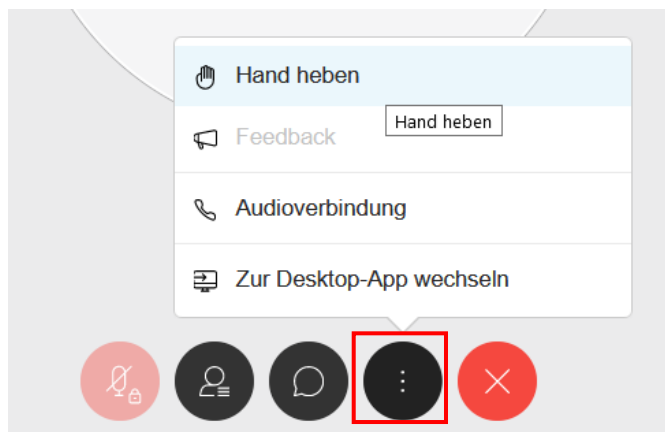 Hand heben
Hand heben
Feedback
Audioverbindung
Zur Desktop-App wechseln